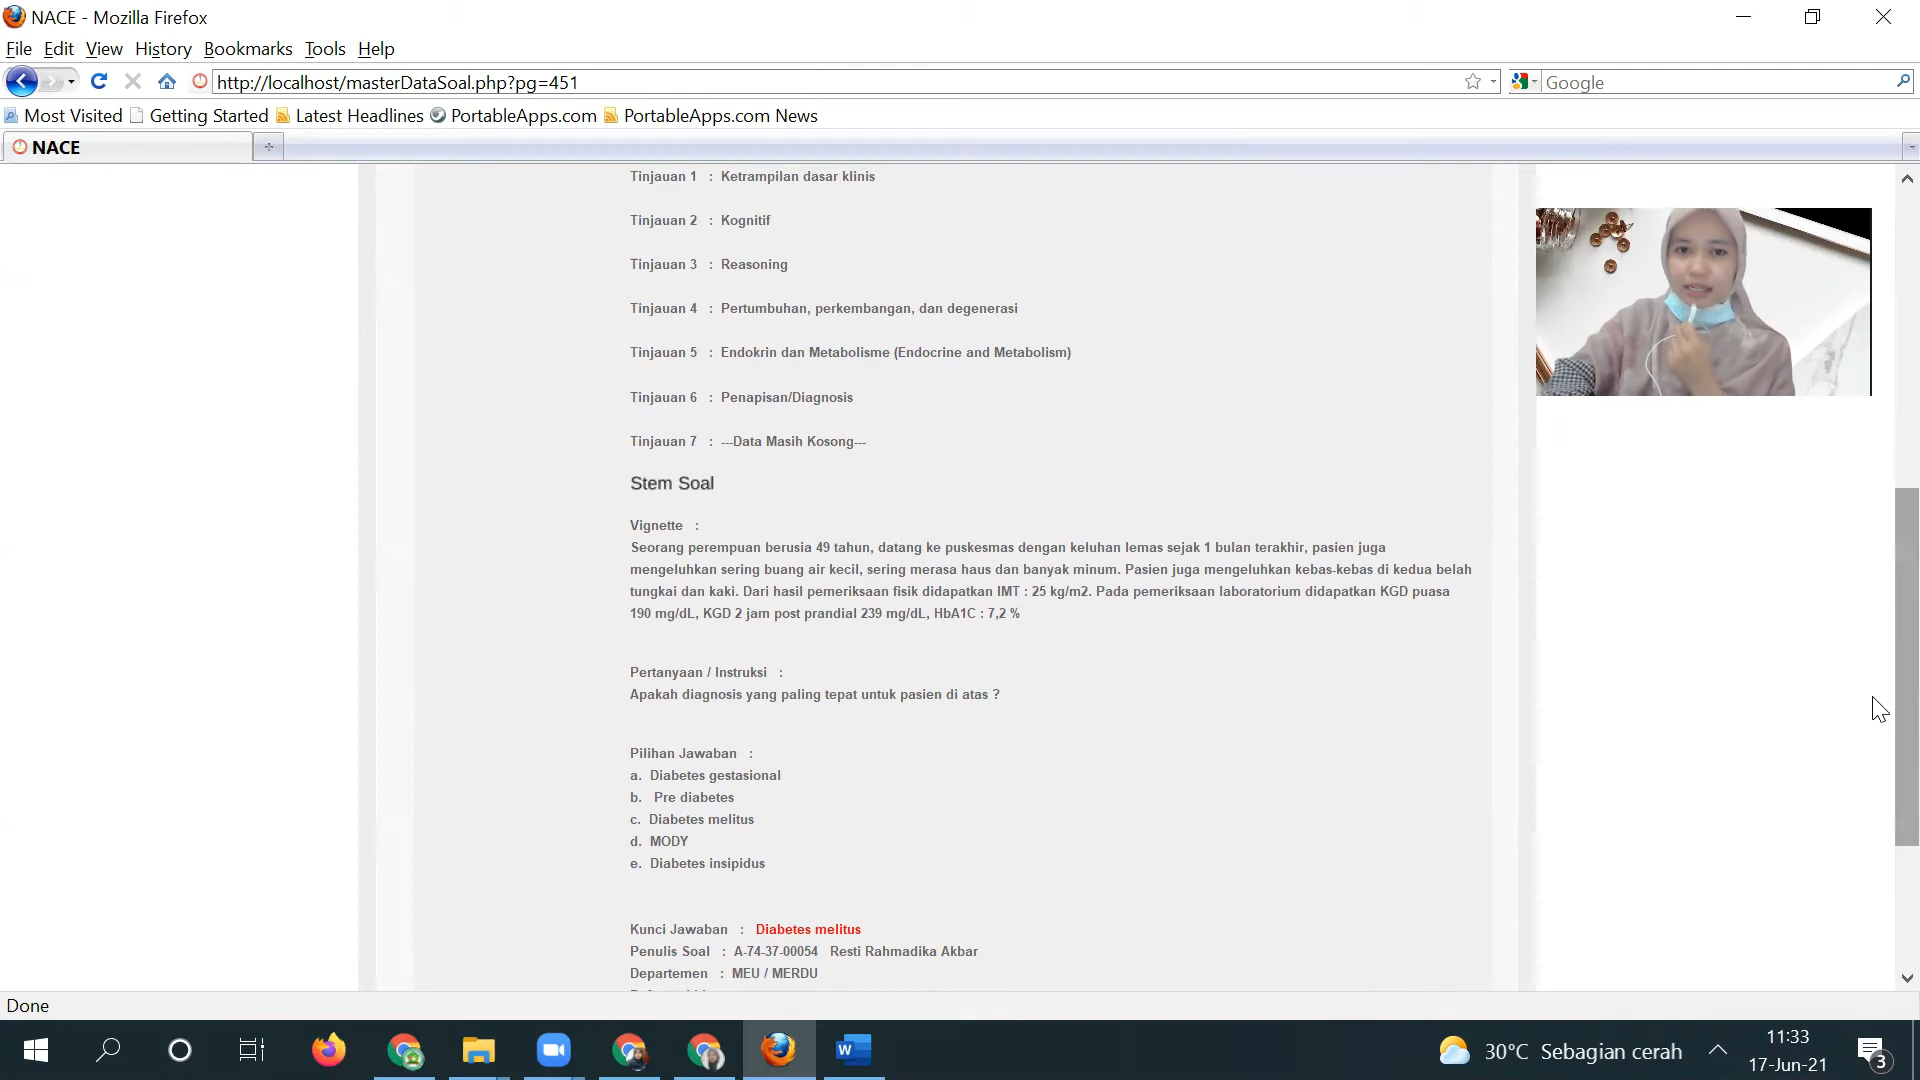 NACE - Mozilla Firefox
File Edit View History Bookmarks Tools Help
http://localhost/masterDataSoal.php?pg=451
Google
Most Visited Getting Started Latest Headlines PortableApps.com PortableApps.com News
NACE
Tinjauan 1 : Ketrampilan dasar klinis
Tinjauan 2 : Kognitif
Tinjauan 3 : Reasoning
Tinjauan 4 : Pertumbuhan, perkembangan, dan degenerasi
Tinjauan 5 : Endokrin dan Metabolisme (Endocrine and Metabolism)
Tinjauan 6 : Penapisan/Diagnosis
Tinjauan 7 : ---Data Masih Kosong---
Stem Soal
Vignette :
Seorang perempuan berusia 49 tahun, datang ke puskesmas dengan keluhan lemas sejak 1 bulan terakhir, pasien juga
mengeluhkan sering buang air kecil, sering merasa haus dan banyak minum. Pasien juga mengeluhkan kebas-kebas di kedua belah
tungkai dan kaki. Dari hasil pemeriksaan fisik didapatkan IMT : 25 kg/m2. Pada pemeriksaan laboratorium didapatkan KGD puasa
190 mg/dL, KGD 2 jam post prandial 239 mg/dL, HbA1C : 7,2 %
Pertanyaan / Instruksi :
Apakah diagnosis yang paling tepat untuk pasien di atas ?
Pilihan Jawaban :
a. Diabetes gestasional
b. Pre diabetes
c. Diabetes melitus
d. MODY
e. Diabetes insipidus
Kunci Jawaban : Diabetes melitus
Penulis Soal : A-74-37-00054 Resti Rahmadika Akbar
Departemen : MEU / MERDU
Done
30°C Sebagian cerah
11:33
17-Jun-21
3